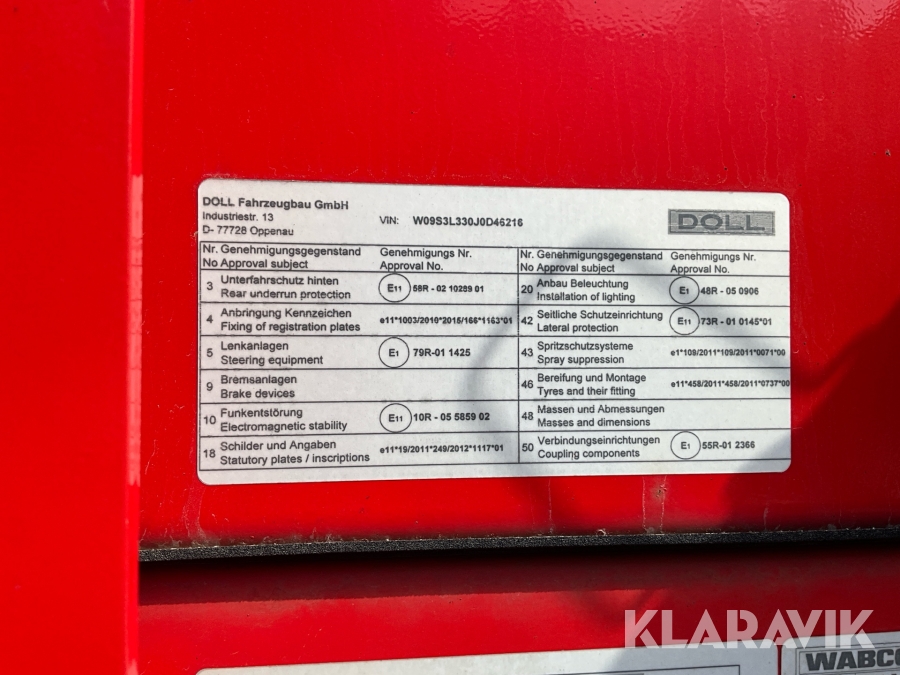 DOLL Fahrzeugbau GmbH
Industriestr. 13
D- 77728 Oppenau
VIN: W09S3L330J0D46216
DOLL
Nr. Genehmigungsgegenstand
No Approval subject
Genehmigungs Nr.
Approval No.
3 Unterfahrschutz hinten
Rear underrun protection
E11 58R - 02 10289 01
4 Anbringung Kennzeichen
Fixing of registration plates
e11*1003/2010*2015/166*1163*01
5 Lenkanlagen
Steering equipment
E1 79R-01 1425
9 Bremsanlagen
Brake devices
10 Funkentstörung
Electromagnetic stability
E11 10R - 05 5859 02
18 Schilder und Angaben
Statutory plates / inscriptions
e11*19/2011*249/2012*1117*01
Nr. Genehmigungsgegenstand
No Approval subject
Genehmigungs Nr.
Approval No.
20 Anbau Beleuchtung
Installation of lighting
E1 48R - 05 0906
42 Seitliche Schutzeinrichtung
Lateral protection
E11 73R - 01 0145*01
43 Spritzschutzsysteme
Spray suppression
e1*109/2011*109/2011*0071*00
46 Bereifung und Montage
Tyres and their fitting
e11*458/2011*458/2011*0737*00
48 Massen und Abmessungen
Masses and dimensions
50 Verbindungseinrichtungen
Coupling components
E1 55R-01 2366
KLARAVIK
WABCO